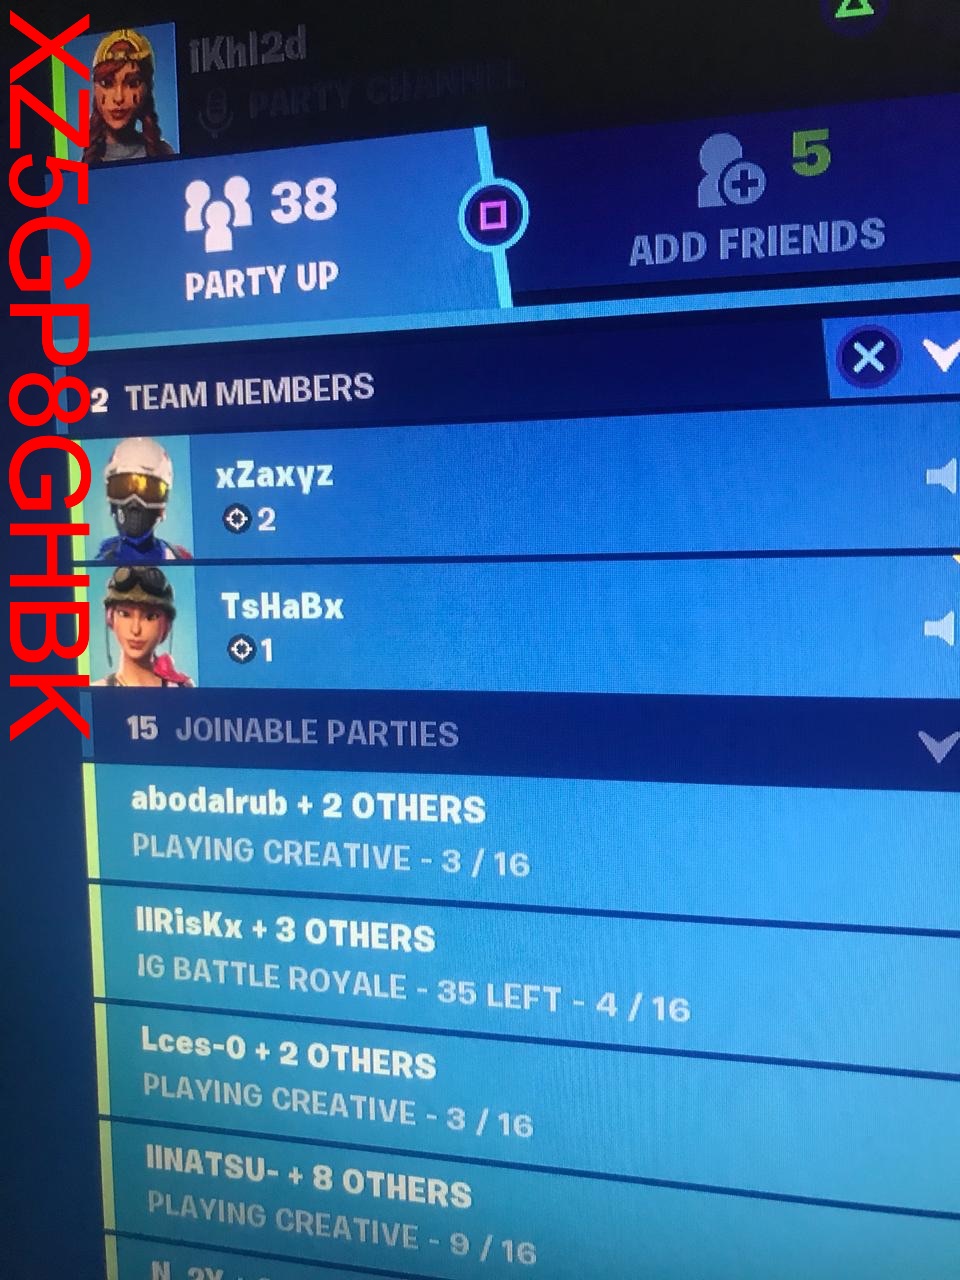 XZ5GP8GHBK
iKhl2d
PARTY CHANNEL
38
PARTY UP
5
ADD FRIENDS
2 TEAM MEMBERS
xZaxyz
2
TsHaBx
1
15 JOINABLE PARTIES
abodalrub + 2 OTHERS
PLAYING CREATIVE - 3 / 16
IIRisKx + 3 OTHERS
IG BATTLE ROYALE - 35 LEFT - 4 / 16
Lces-0 + 2 OTHERS
PLAYING CREATIVE - 3 / 16
IINATSU- + 8 OTHERS
PLAYING CREATIVE - 9 / 16